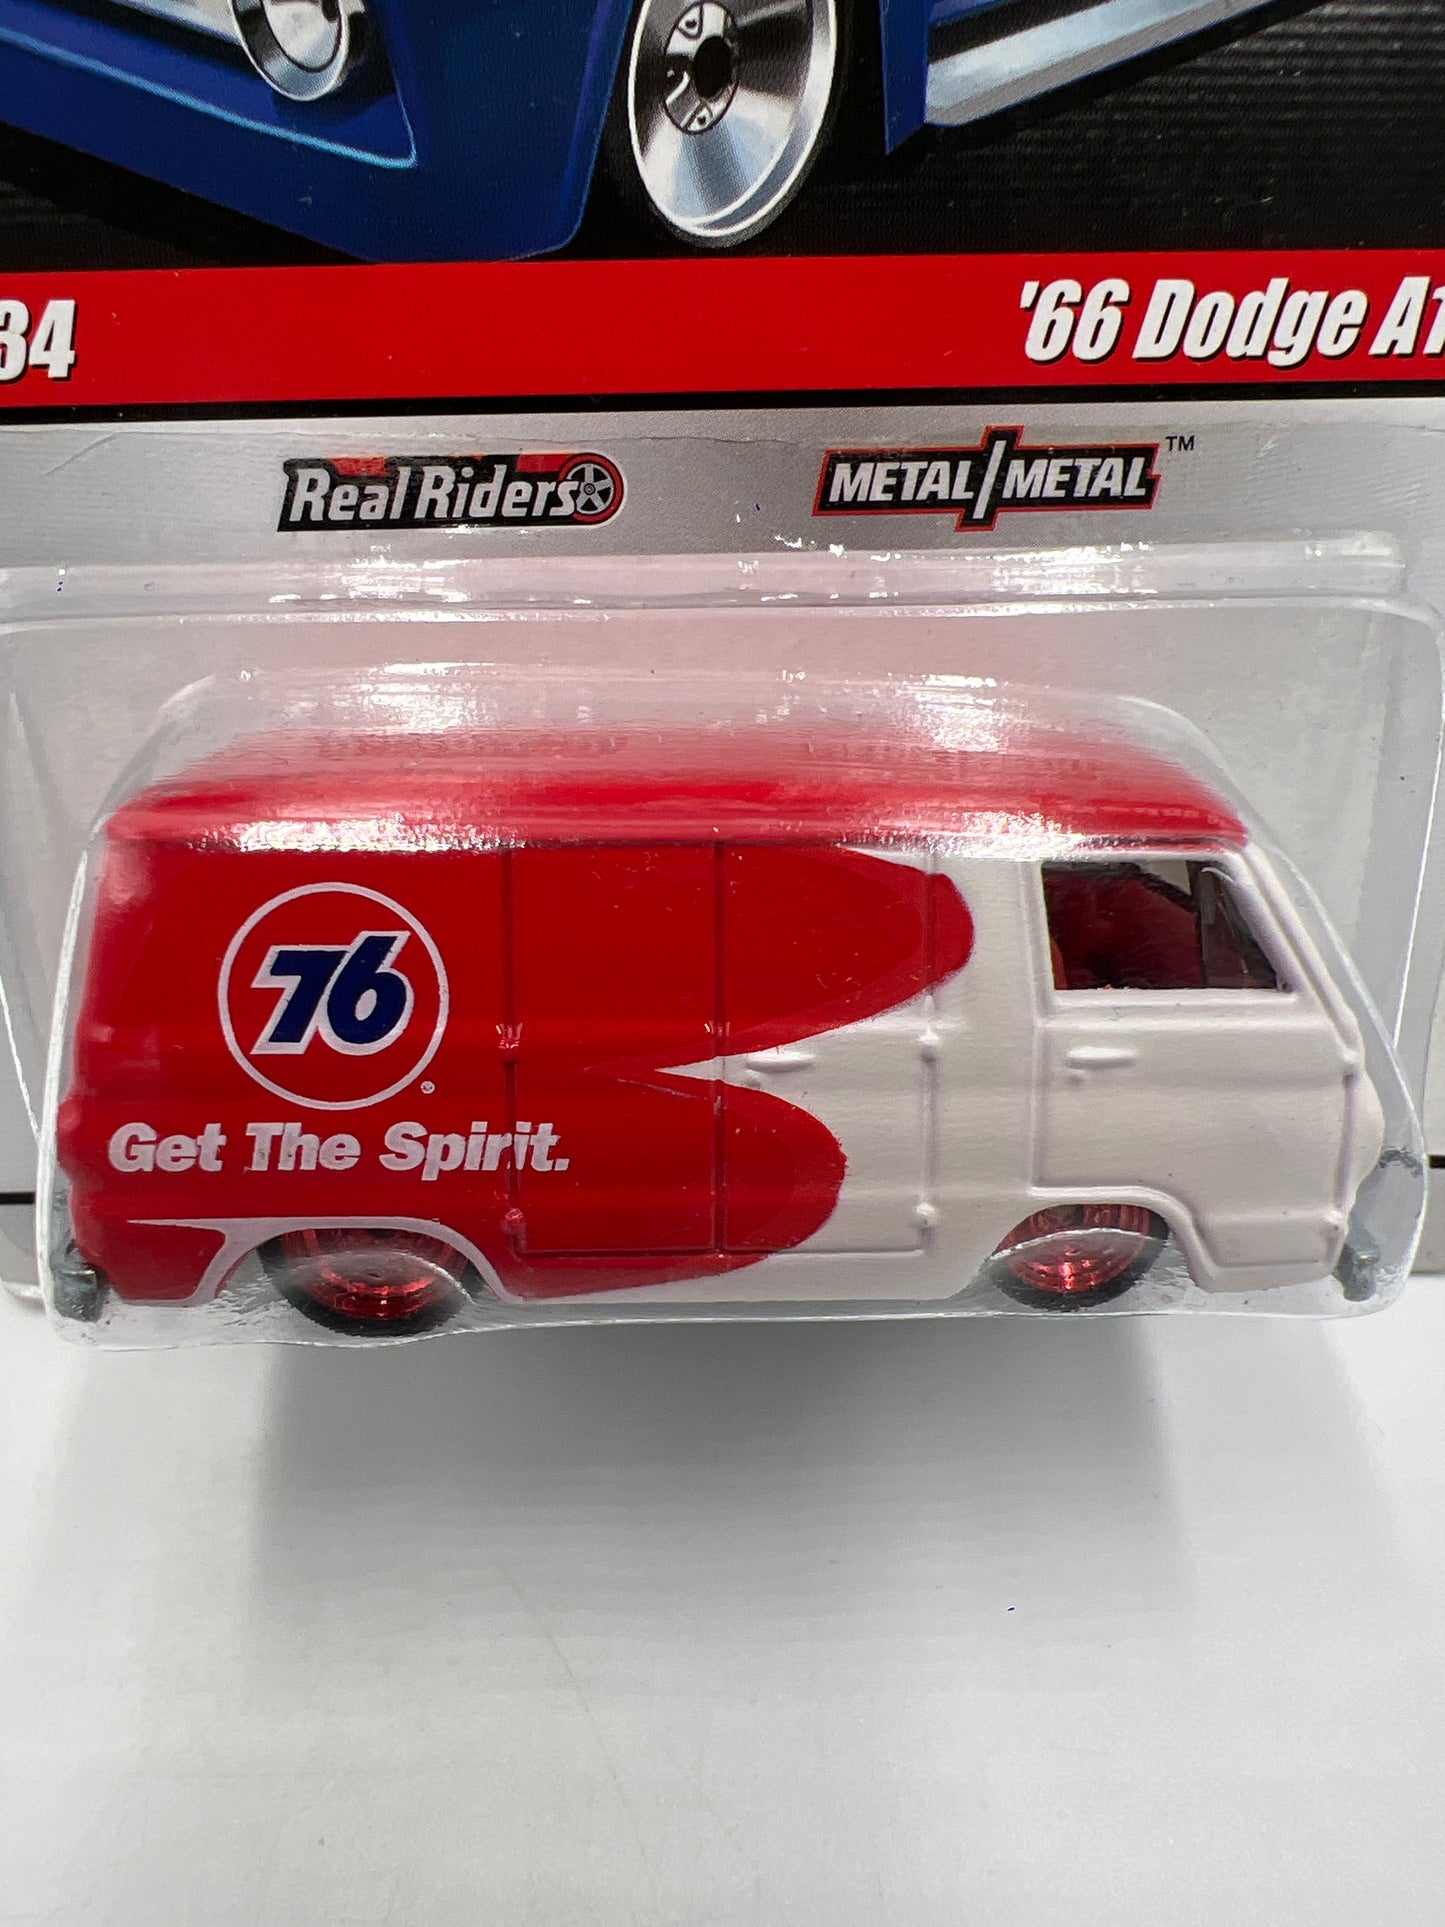 34
'66 Dodge A1
Real Riders
METAL/METAL™
76
Get The Spirit.